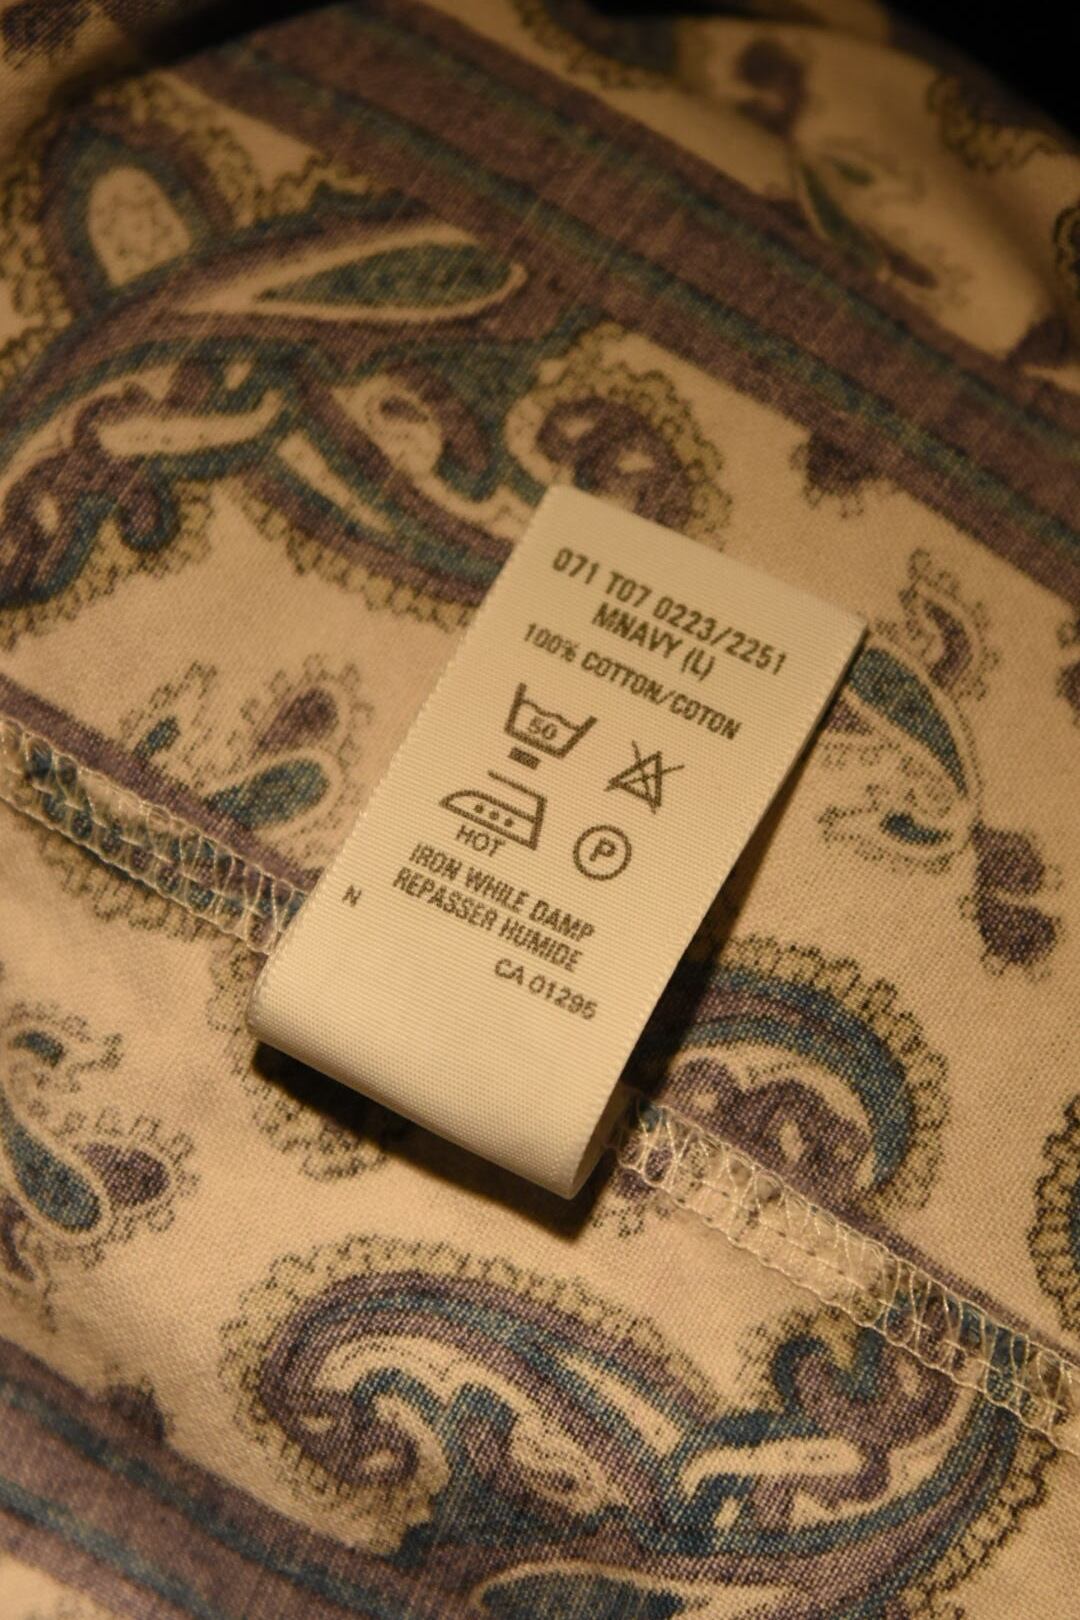 071 T07 0223/2251
MNAVY (L)
100% COTTON/COTON
50
HOT
P
IRON WHILE DAMP
REPASSER HUMIDE
N
CA 01295